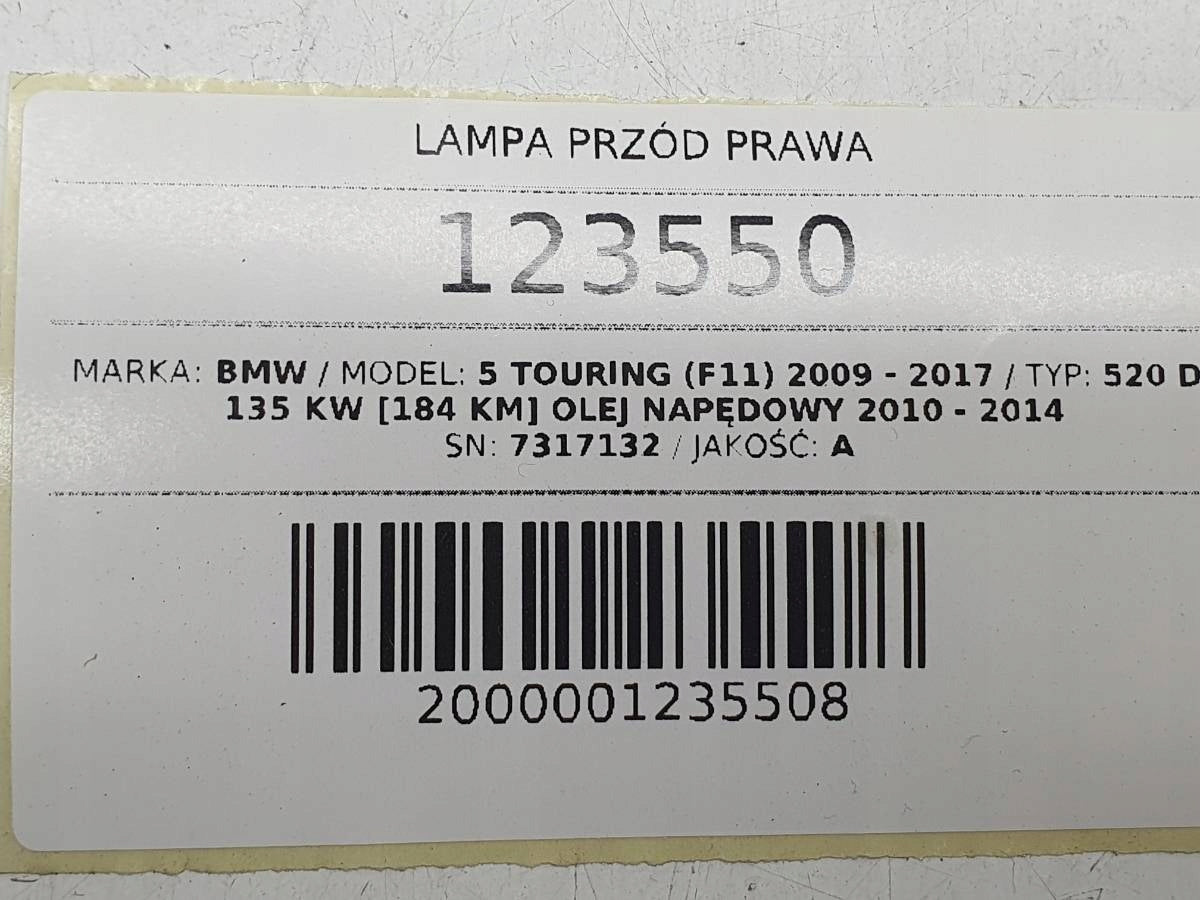 LAMPA PRZÓD PRAWA
123550
MARKA: BMW / MODEL: 5 TOURING (F11) 2009 - 2017 / TYP: 520 D
135 KW [184 KM] OLEJ NAPĘDOWY 2010 - 2014
SN: 7317132 / JAKOŚĆ: A
2000001235508